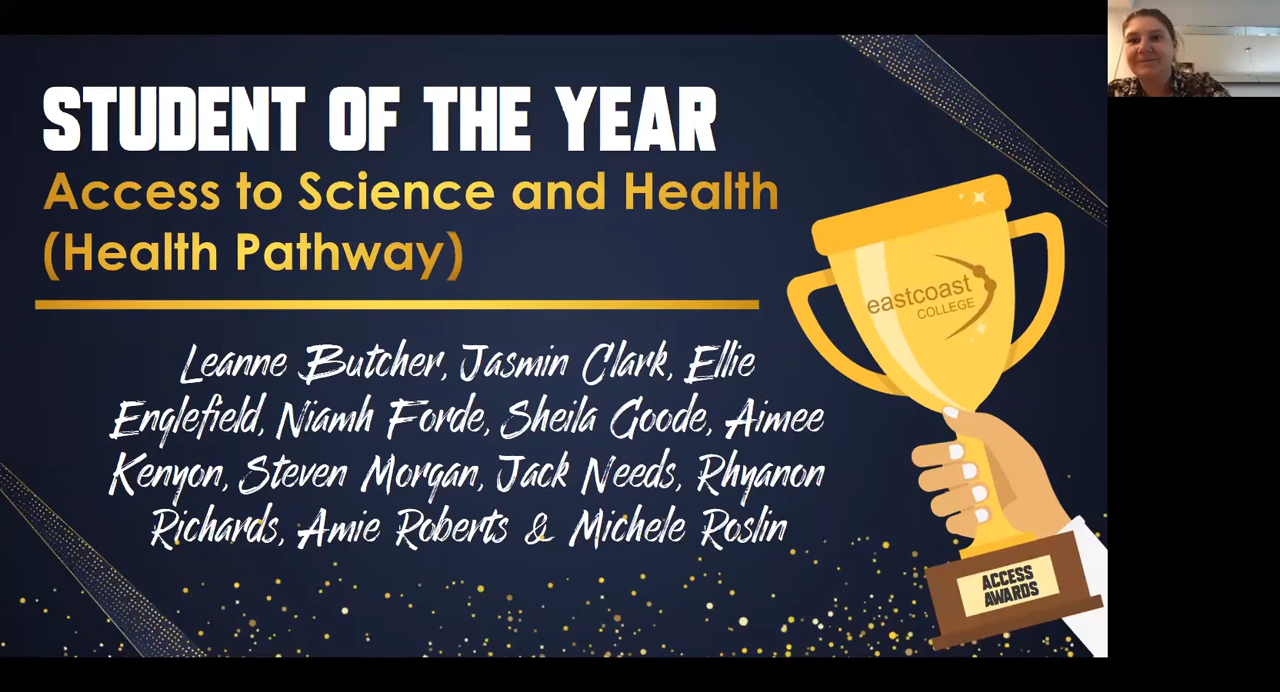 STUDENT OF THE YEAR
Access to Science and Health
(Health Pathway)
Leanne Butcher, Jasmin Clark, Ellie
Englefield, Niamh Forde, Sheila Goode, Aimee
Kenyon, Steven Morgan, Jack Needs, Rhyanon
Richards, Amie Roberts & Michele Roslin
eastcoast
COLLEGE
ACCESS
AWARDS